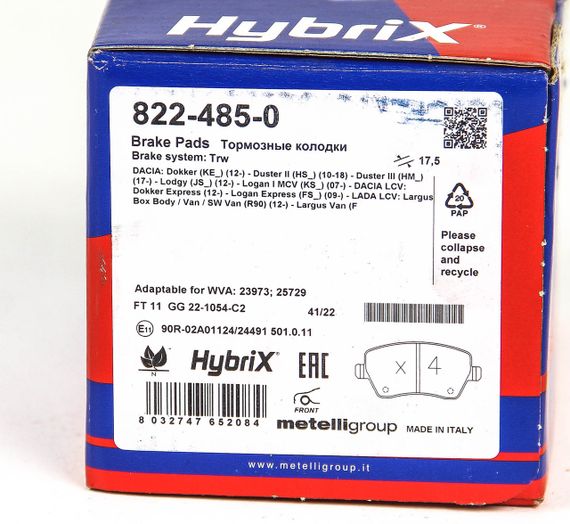 HybriX®
822-485-0
Brake Pads Тормозные колодки
Brake system: Trw
17,5
DACIA: Dokker (KE_) (12-) - Duster II (HS_) (10-18) - Duster III (HM_)
(17-) - Lodgy (JS_) (12-) - Logan I MCV (KS_) (07-) - DACIA LCV:
Dokker Express (12-) - Logan Express (FS_) (09-) - LADA LCV: Largus
Box Body / Van / SW Van (R90) (12-) - Largus Van (F
20
PAP
Please
collapse
and
recycle
Adaptable for WVA: 23973; 25729
FT 11 GG 22-1054-C2
41/22
E11 90R-02A01124/24491 501.0.11
N
HybriX®
EAC
x 4
8 032747 652084
FRONT
metelligroup
MADE IN ITALY
www.metelligroup.it